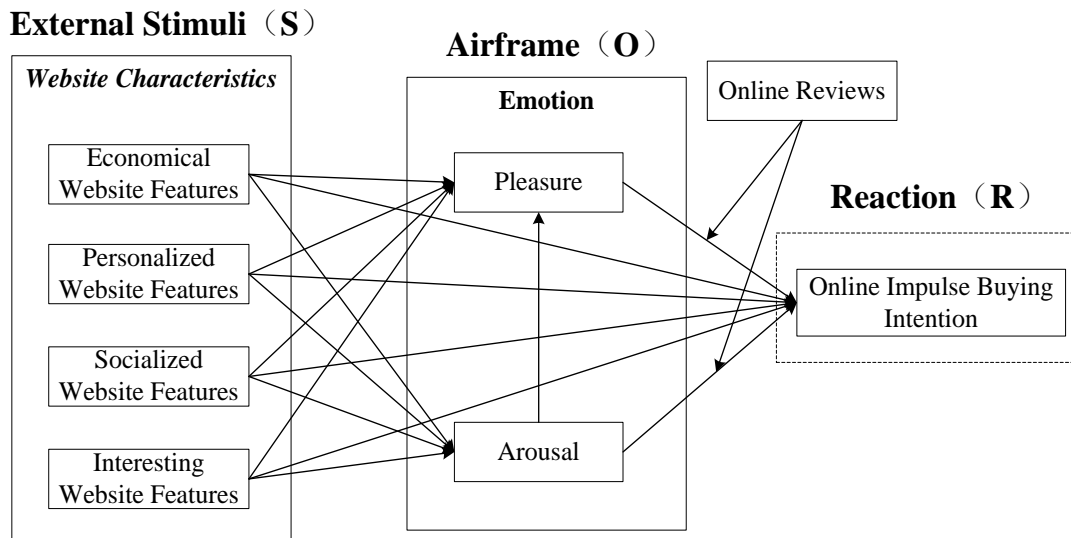 External Stimuli（S）
Website Characteristics
Economical
Website Features
Personalized
Website Features
Socialized
Website Features
Interesting
Website Features
Airframe（O）
Emotion
Pleasure
Arousal
Online Reviews
Reaction（R）
Online Impulse Buying
Intention